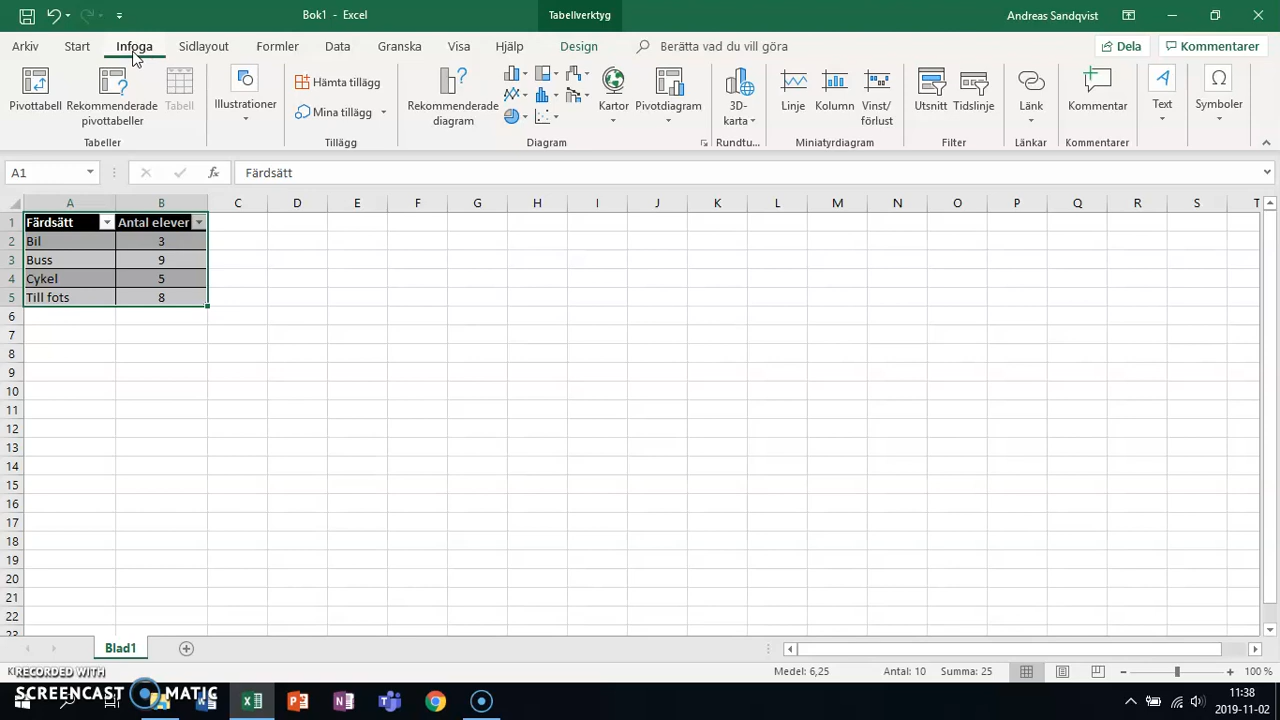 Bok1 - Excel
Tabellverktyg
Andreas Sandqvist
Arkiv Start Infoga Sidlayout Formler Data Granska Visa Hjälp Design Berätta vad du vill göra Dela Kommentarer
Pivottabell
Rekommenderade
pivottabeller
Tabell
Tabeller
Illustrationer
Hämta tillägg
Mina tillägg
Tillägg
Rekommenderade
diagram
Kartor
Pivotdiagram
Diagram
3D-
karta
Rundtu...
Linje
Kolumn
Vinst/
förlust
Miniatyrdiagram
Utsnitt
Tidslinje
Filter
Länk
Länkar
Kommentar
Kommentarer
Text
Symboler
A1 fx Färdsätt
A B C D E F G H I J K L M N O P Q R S T
1 Färdsätt Antal elever
2 Bil 3
3 Buss 9
4 Cykel 5
5 Till fots 8
6
7
8
9
10
11
12
13
14
15
16
17
18
19
20
21
22
23
Blad1
Medel: 6,25 Antal: 10 Summa: 25 100 %
RECORDED WITH
SCREENCAST MATIC
11:38
2019-11-02